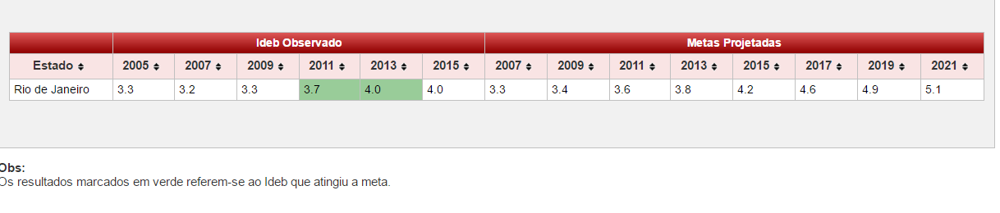 Ideb Observado Metas Projetadas
Estado 2005 2007 2009 2011 2013 2015 2007 2009 2011 2013 2015 2017 2019 2021
Rio de Janeiro 3.3 3.2 3.3 3.7 4.0 4.0 3.3 3.4 3.6 3.8 4.2 4.6 4.9 5.1
Obs:
Os resultados marcados em verde referem-se ao Ideb que atingiu a meta.